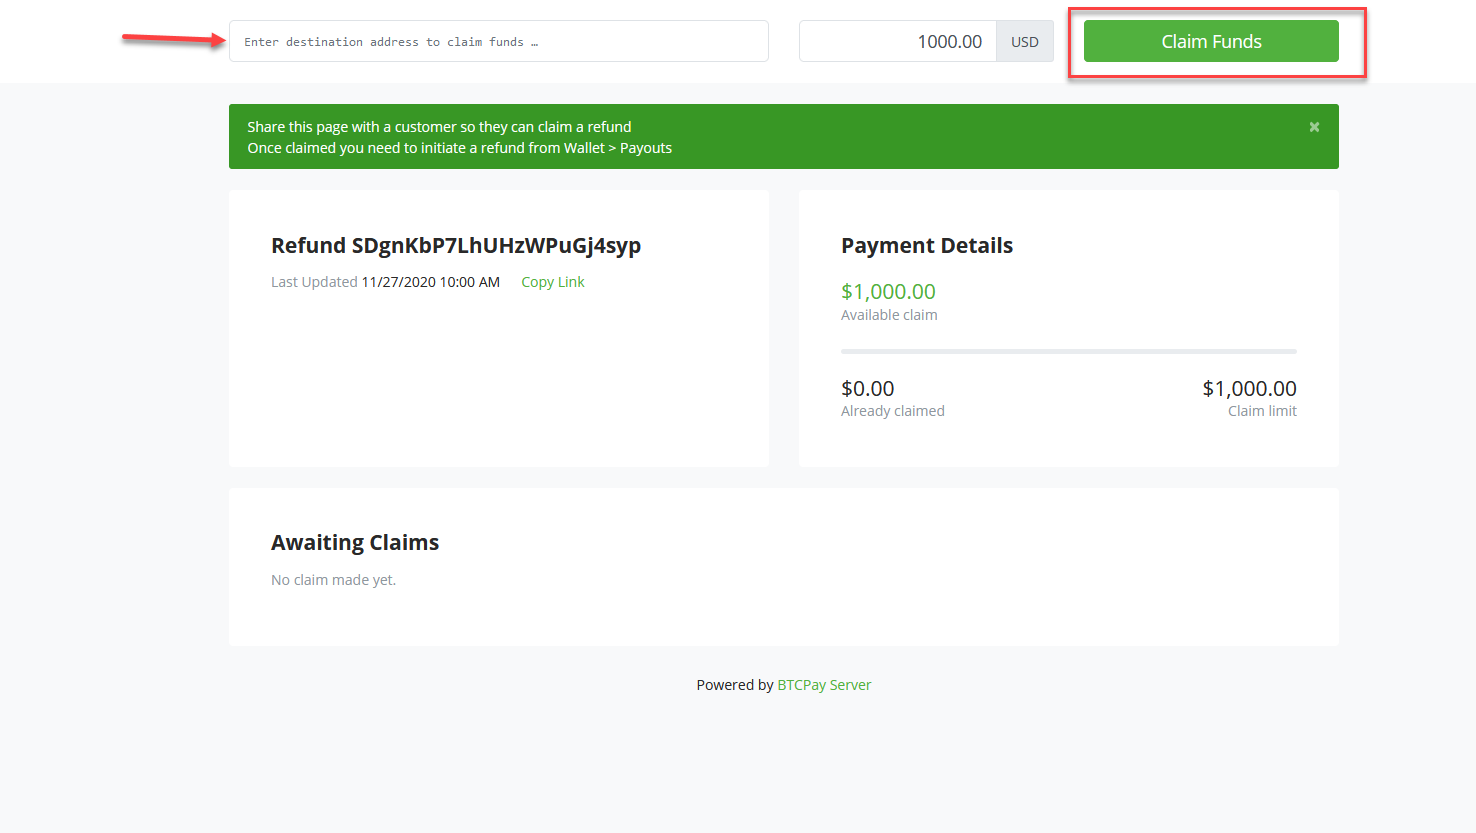 Enter destination address to claim funds …
1000.00 USD
Claim Funds
Share this page with a customer so they can claim a refund
×
Once claimed you need to initiate a refund from Wallet > Payouts
Refund SDgnKbP7LhUHzWPuGj4syp
Last Updated 11/27/2020 10:00 AM Copy Link
Payment Details
$1,000.00
Available claim
$0.00 $1,000.00
Already claimed Claim limit
Awaiting Claims
No claim made yet.
Powered by BTCPay Server